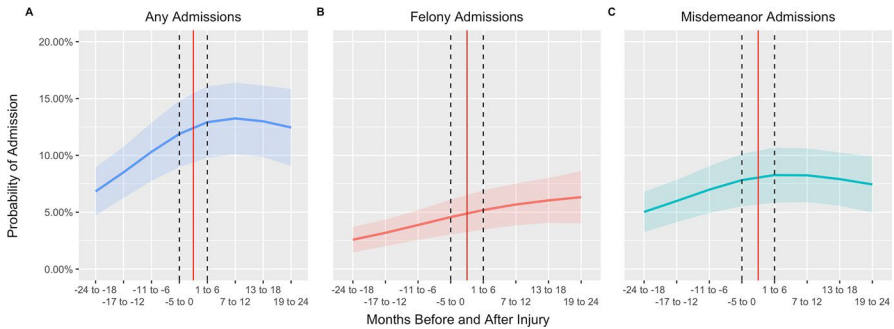 A
Any Admissions
B
Felony Admissions
C
Misdemeanor Admissions
Probability of Admission
20.00%
15.00%
10.00%
5.00%
0.00%
-24 to -18 -11 to -6 1 to 6 13 to 18
-17 to -12 -5 to 0 7 to 12 19 to 24
-24 to -18 -11 to -6 1 to 6 13 to 18
-17 to -12 -5 to 0 7 to 12 19 to 24
-24 to -18 -11 to -6 1 to 6 13 to 18
-17 to -12 -5 to 0 7 to 12 19 to 24
Months Before and After Injury